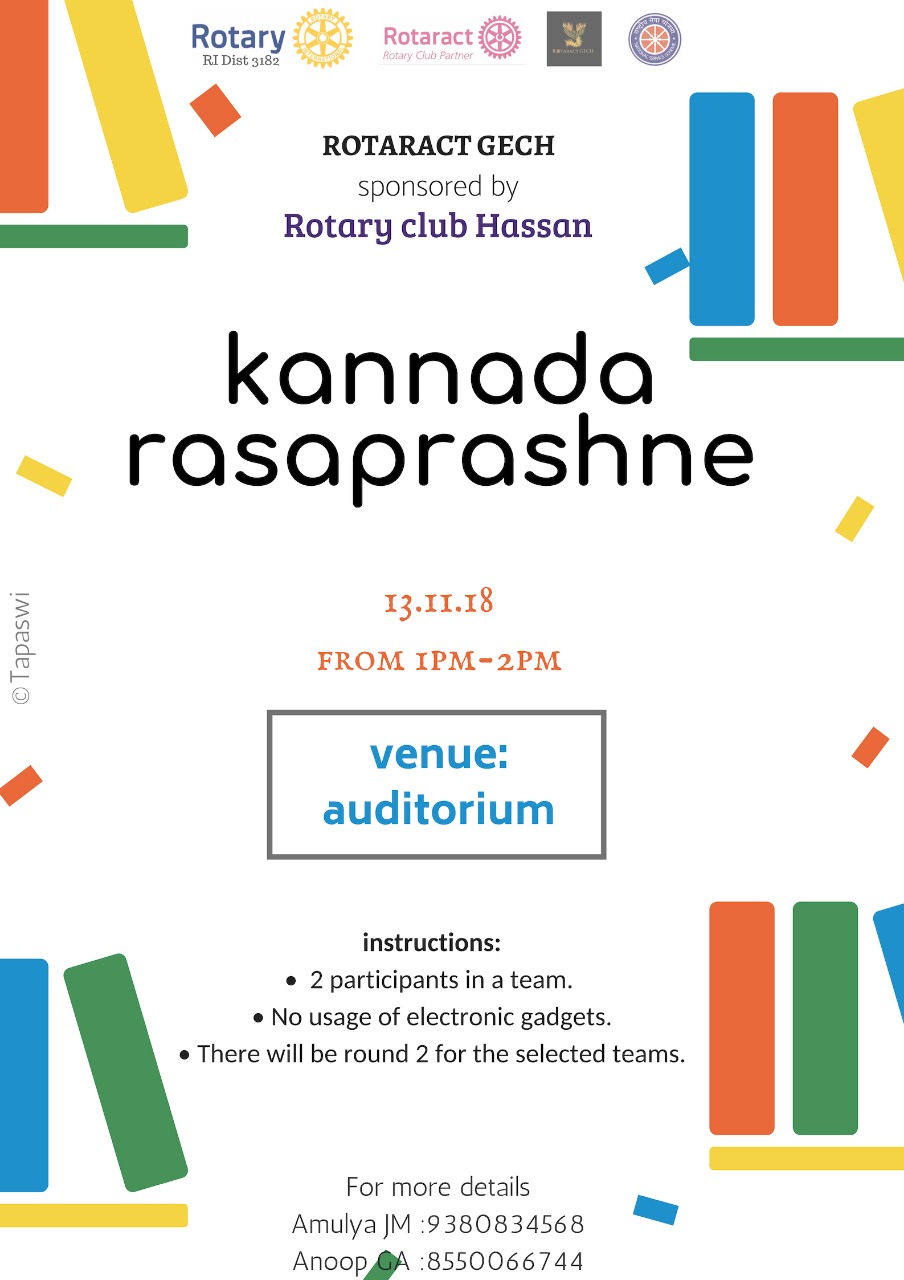 Rotary
RI Dist 3182
Rotaract
Rotary Club Partner
ROTARACT GECH
ROTARACT GECH
sponsored by
Rotary club Hassan
kannada
rasaprashne
13.11.18
FROM 1PM-2PM
©Tapaswi
venue:
auditorium
instructions:
• 2 participants in a team.
• No usage of electronic gadgets.
• There will be round 2 for the selected teams.
For more details
Amulya JM :9380834568
Anoop GA :8550066744